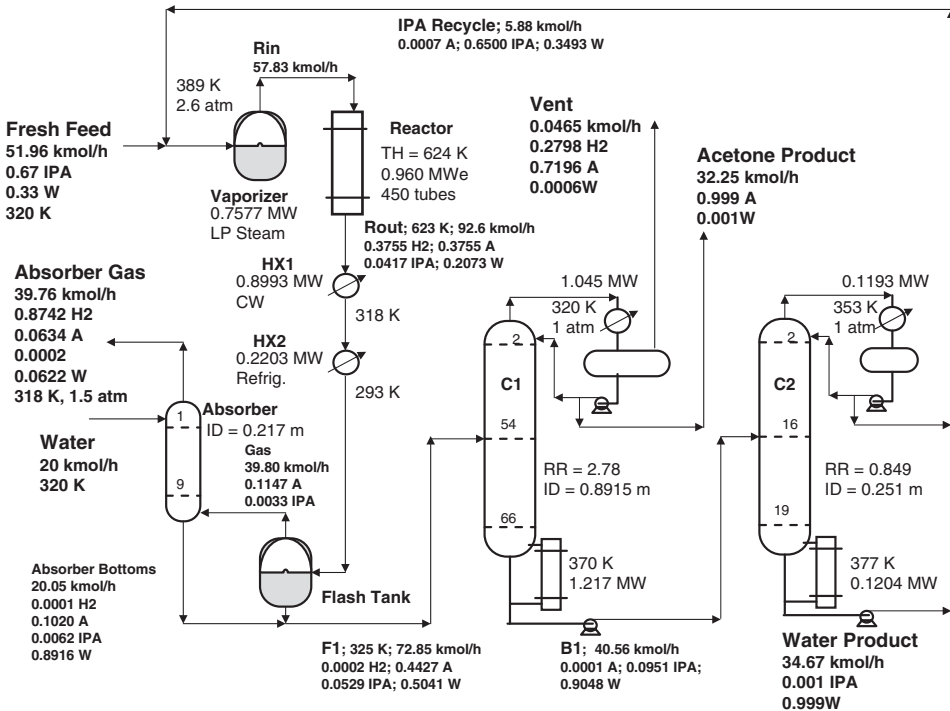 IPA Recycle; 5.88 kmol/h
0.0007 A; 0.6500 IPA; 0.3493 W
Rin
57.83 kmol/h
389 K
2.6 atm
Fresh Feed
51.96 kmol/h
0.67 IPA
0.33 W
320 K
Vaporizer
0.7577 MW
LP Steam
Reactor
TH = 624 K
0.960 MWe
450 tubes
Rout; 623 K; 92.6 kmol/h
0.3755 H2; 0.3755 A
0.0417 IPA; 0.2073 W
Vent
0.0465 kmol/h
0.2798 H2
0.7196 A
0.0006W
Acetone Product
32.25 kmol/h
0.999 A
0.001W
Absorber Gas
39.76 kmol/h
0.8742 H2
0.0634 A
0.0002
0.0622 W
318 K, 1.5 atm
HX1
0.8993 MW
CW
318 K
HX2
0.2203 MW
Refrig.
293 K
1.045 MW
320 K
1 atm
0.1193 MW
353 K
1 atm
Water
20 kmol/h
320 K
1
9
Absorber
ID = 0.217 m
Gas
39.80 kmol/h
0.1147 A
0.0033 IPA
2
C1
54
66
RR = 2.78
ID = 0.8915 m
370 K
1.217 MW
2
C2
16
19
RR = 0.849
ID = 0.251 m
377 K
0.1204 MW
Absorber Bottoms
20.05 kmol/h
0.0001 H2
0.1020 A
0.0062 IPA
0.8916 W
Flash Tank
F1; 325 K; 72.85 kmol/h
0.0002 H2; 0.4427 A
0.0529 IPA; 0.5041 W
B1; 40.56 kmol/h
0.0001 A; 0.0951 IPA;
0.9048 W
Water Product
34.67 kmol/h
0.001 IPA
0.999W